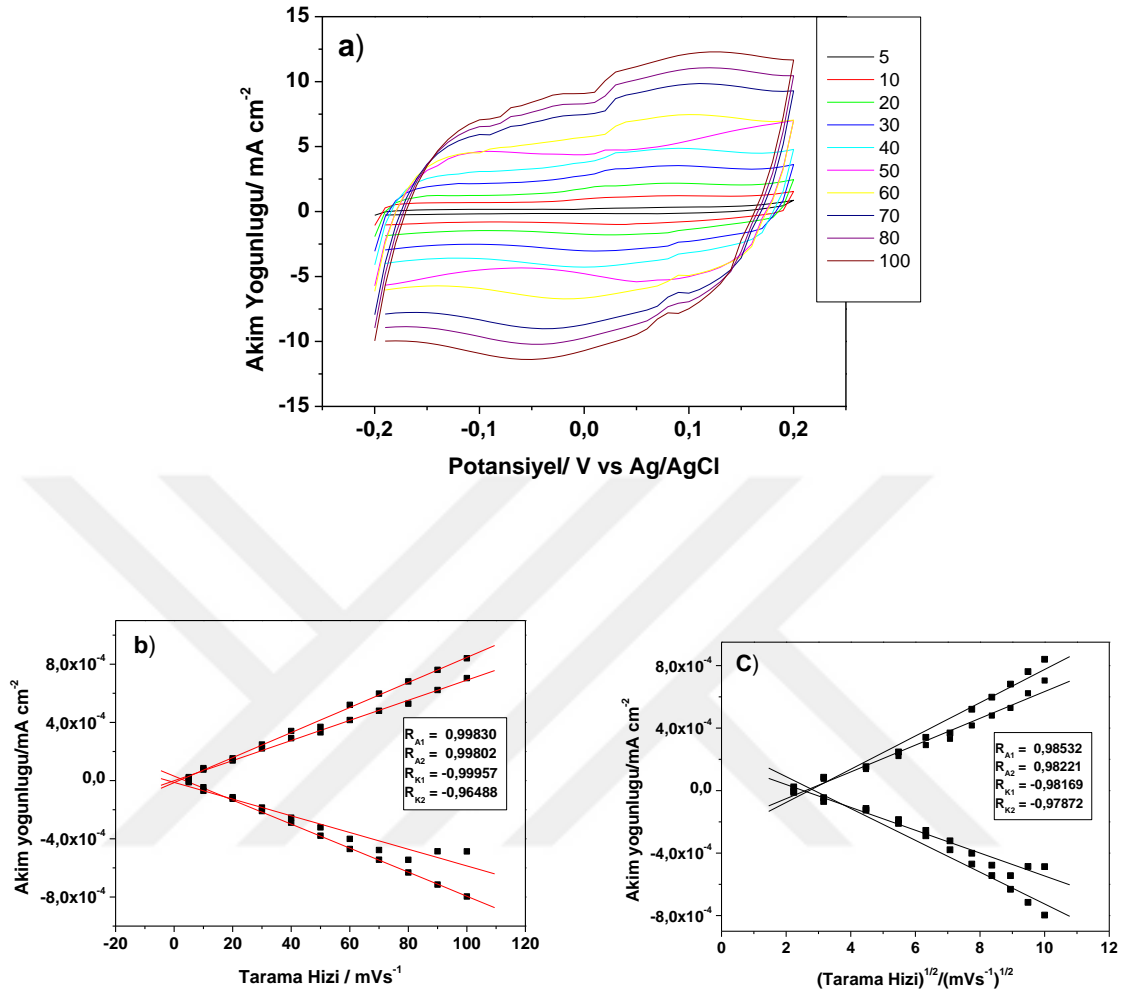 a)
15
10
5
0
-5
-10
-15
Akim Yogunlugu/ mA cm-2
-0,2 -0,1 0,0 0,1 0,2
Potansiyel/ V vs Ag/AgCl
5
10
20
30
40
50
60
70
80
100
b)
8,0x10-4
4,0x10-4
0,0
-4,0x10-4
-8,0x10-4
Akim yogunlugu/mA cm-2
-20 0 20 40 60 80 100 120
Tarama Hizi / mVs-1
RA1 = 0,99830
RA2 = 0,99802
RK1 = -0,99957
RK2 = -0,96488
C)
8,0x10-4
4,0x10-4
0,0
-4,0x10-4
-8,0x10-4
Akim yogunlugu/mA cm-2
0 2 4 6 8 10 12
(Tarama Hizi)1/2/(mVs-1)1/2
RA1 = 0,98532
RA2 = 0,98221
RK1 = -0,98169
RK2 = -0,97872